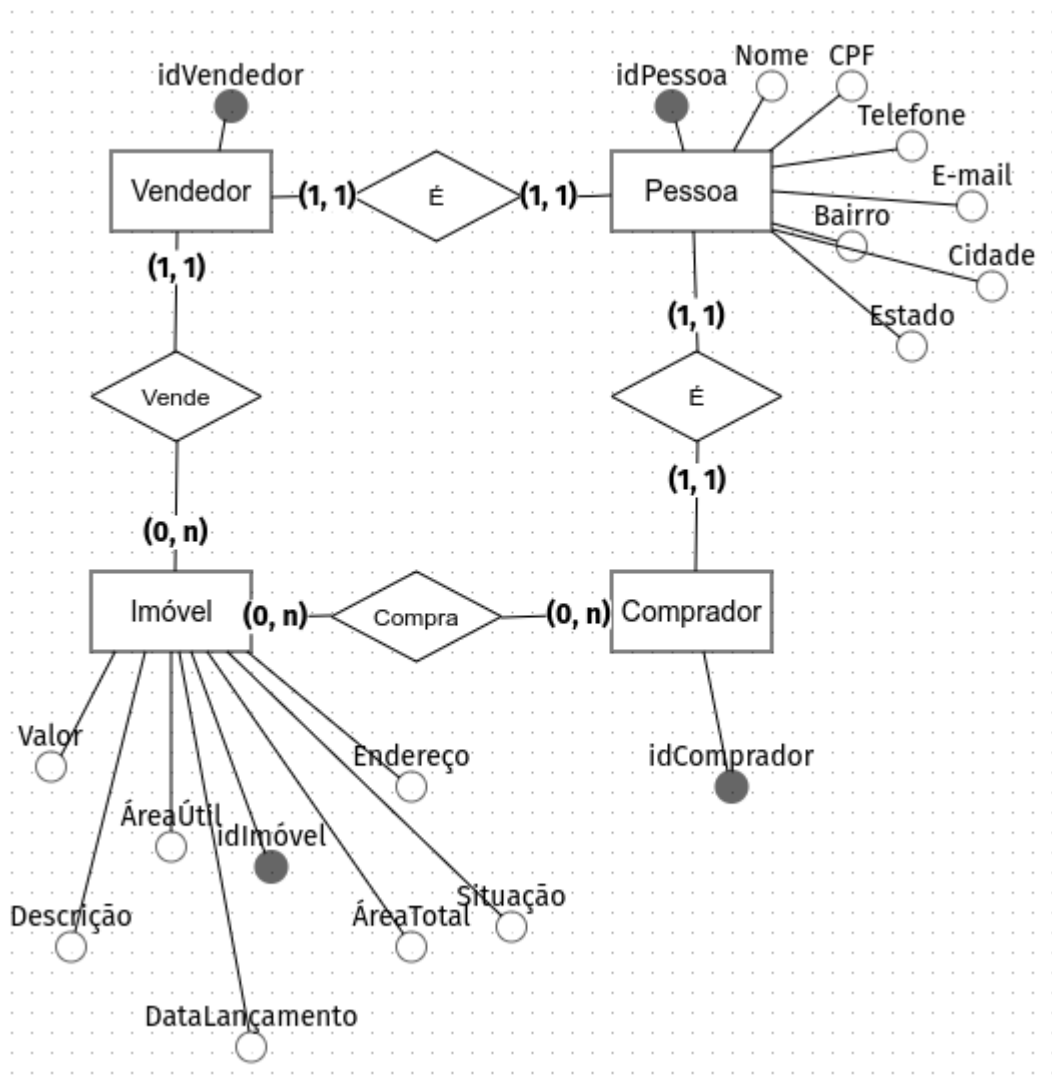 Nome
CPF
idVendedor
idPessoa
Telefone
E-mail
Vendedor
(1, 1)
É
(1, 1)
Pessoa
Bairro
Cidade
(1, 1)
(1, 1)
Estado
Vende
É
(1, 1)
(0, n)
Imóvel
(0, n)
Compra
(0, n)
Comprador
Valor
Endereço
idComprador
ÁreaÚtil
idImóvel
Situação
Descrição
ÁreaTotal
DataLançamento